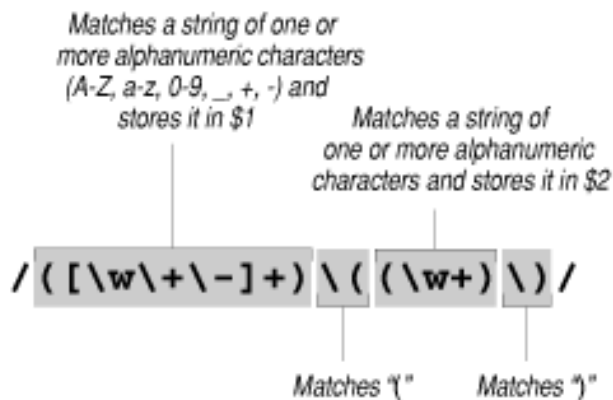 Matches a string of one or
more alphanumeric characters
(A-Z, a-z, 0-9, _, +, -) and
stores it in $1
Matches a string of
one or more alphanumeric
characters and stores it in $2
/([\w\+\-]+)\((\w+)\)/
Matches “(”
Matches “)”